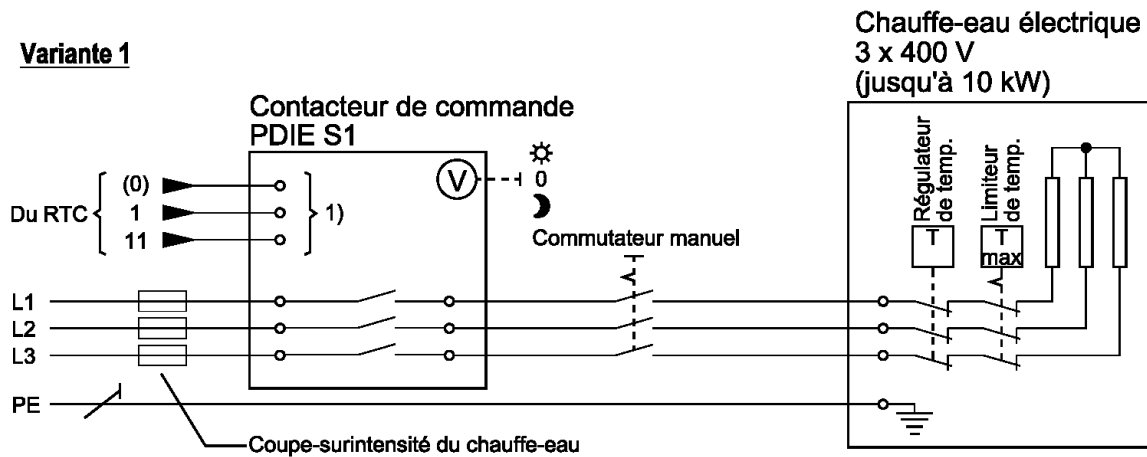 Variante 1
Chauffe-eau électrique
3 x 400 V
(jusqu'à 10 kW)
Contacteur de commande
PDIE S1
Du RTC
(0)
1
11
1)
V
0
Commutateur manuel
Régulateur
de temp.
Limiteur
de temp.
T
T
max
L1
L2
L3
PE
Coupe-surintensité du chauffe-eau